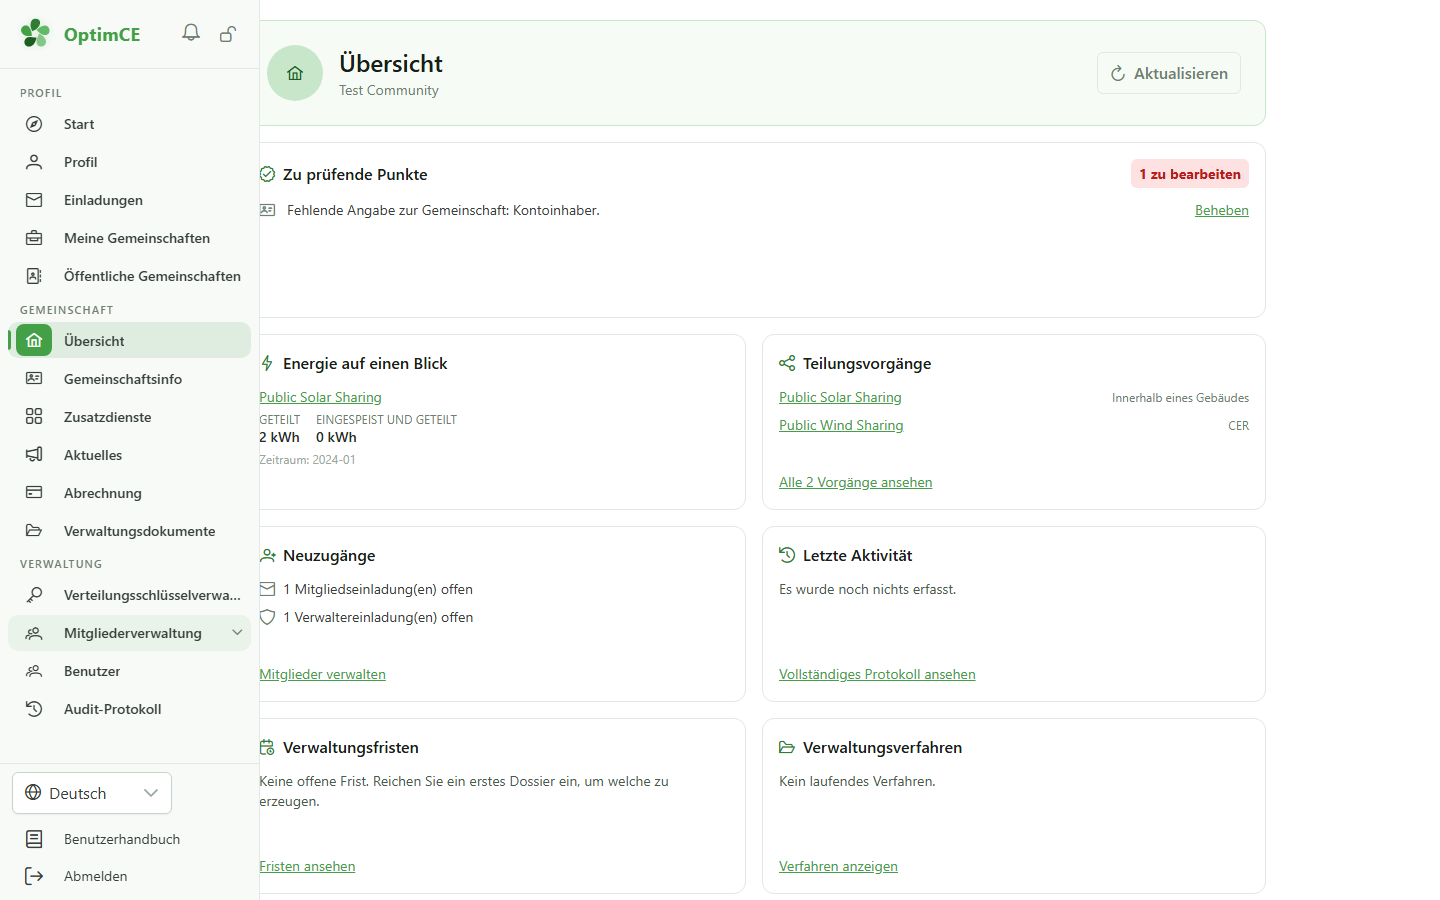 OptimCE
PROFIL
Start
Profil
Einladungen
Meine Gemeinschaften
Öffentliche Gemeinschaften
GEMEINSCHAFT
Übersicht
Gemeinschaftsinfo
Zusatzdienste
Aktuelles
Abrechnung
Verwaltungsdokumente
VERWALTUNG
Verteilungsschlüsselverwa...
Mitgliederverwaltung
Benutzer
Audit-Protokoll
Deutsch
Benutzerhandbuch
Abmelden
Übersicht
Test Community
Aktualisieren
Zu prüfende Punkte
1 zu bearbeiten
Fehlende Angabe zur Gemeinschaft: Kontoinhaber.
Beheben
Energie auf einen Blick
Public Solar Sharing
GETEILT EINGESPEIST UND GETEILT
2 kWh 0 kWh
Zeitraum: 2024-01
Teilungsvorgänge
Public Solar Sharing Innerhalb eines Gebäudes
Public Wind Sharing CER
Alle 2 Vorgänge ansehen
Neuzugänge
1 Mitgliedseinladung(en) offen
1 Verwaltereinladung(en) offen
Mitglieder verwalten
Letzte Aktivität
Es wurde noch nichts erfasst.
Vollständiges Protokoll ansehen
Verwaltungsfristen
Keine offene Frist. Reichen Sie ein erstes Dossier ein, um welche zu
erzeugen.
Fristen ansehen
Verwaltungsverfahren
Kein laufendes Verfahren.
Verfahren anzeigen